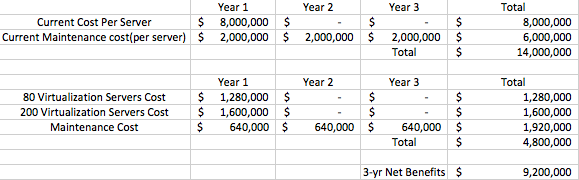 Year 1 Year 2 Year 3 Total
Current Cost Per Server $ 8,000,000 $ - $ - $ 8,000,000
Current Maintenance cost(per server) $ 2,000,000 $ 2,000,000 $ 2,000,000 $ 6,000,000
Total $ 14,000,000
Year 1 Year 2 Year 3 Total
80 Virtualization Servers Cost $ 1,280,000 $ - $ - $ 1,280,000
200 Virtualization Servers Cost $ 1,600,000 $ - $ - $ 1,600,000
Maintenance Cost $ 640,000 $ 640,000 $ 640,000 $ 1,920,000
Total $ 4,800,000
3-yr Net Benefits $ 9,200,000